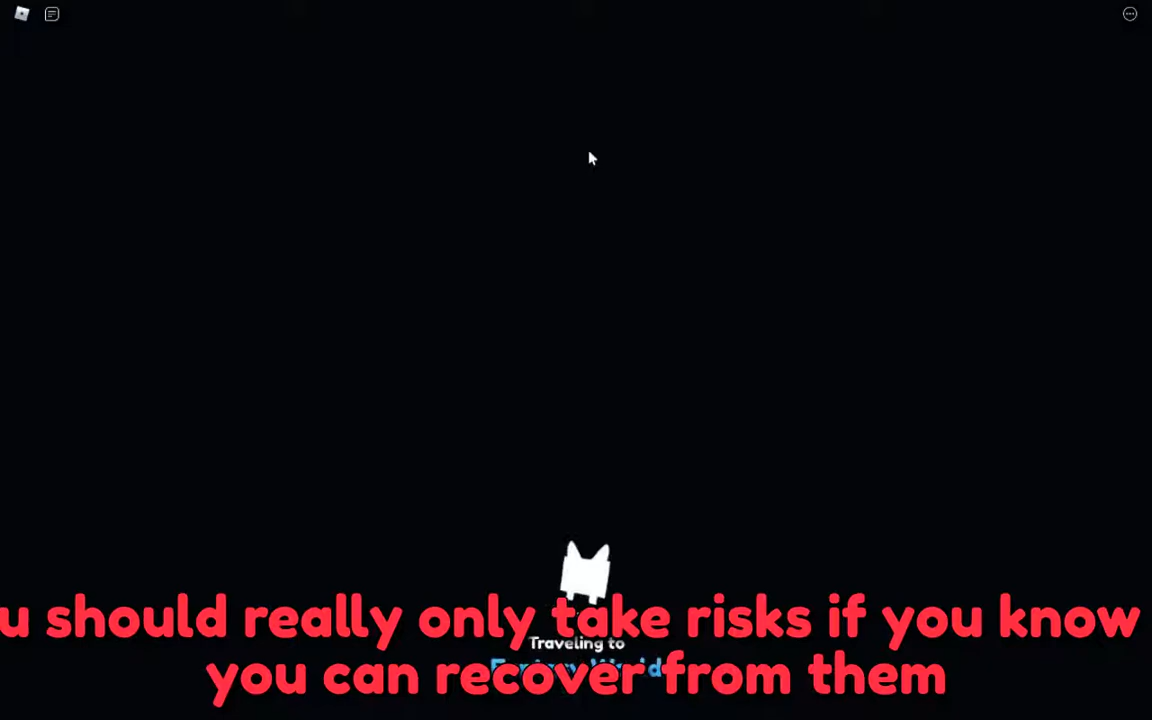 u should really only take risks if you know
Traveling to
you can recover from them